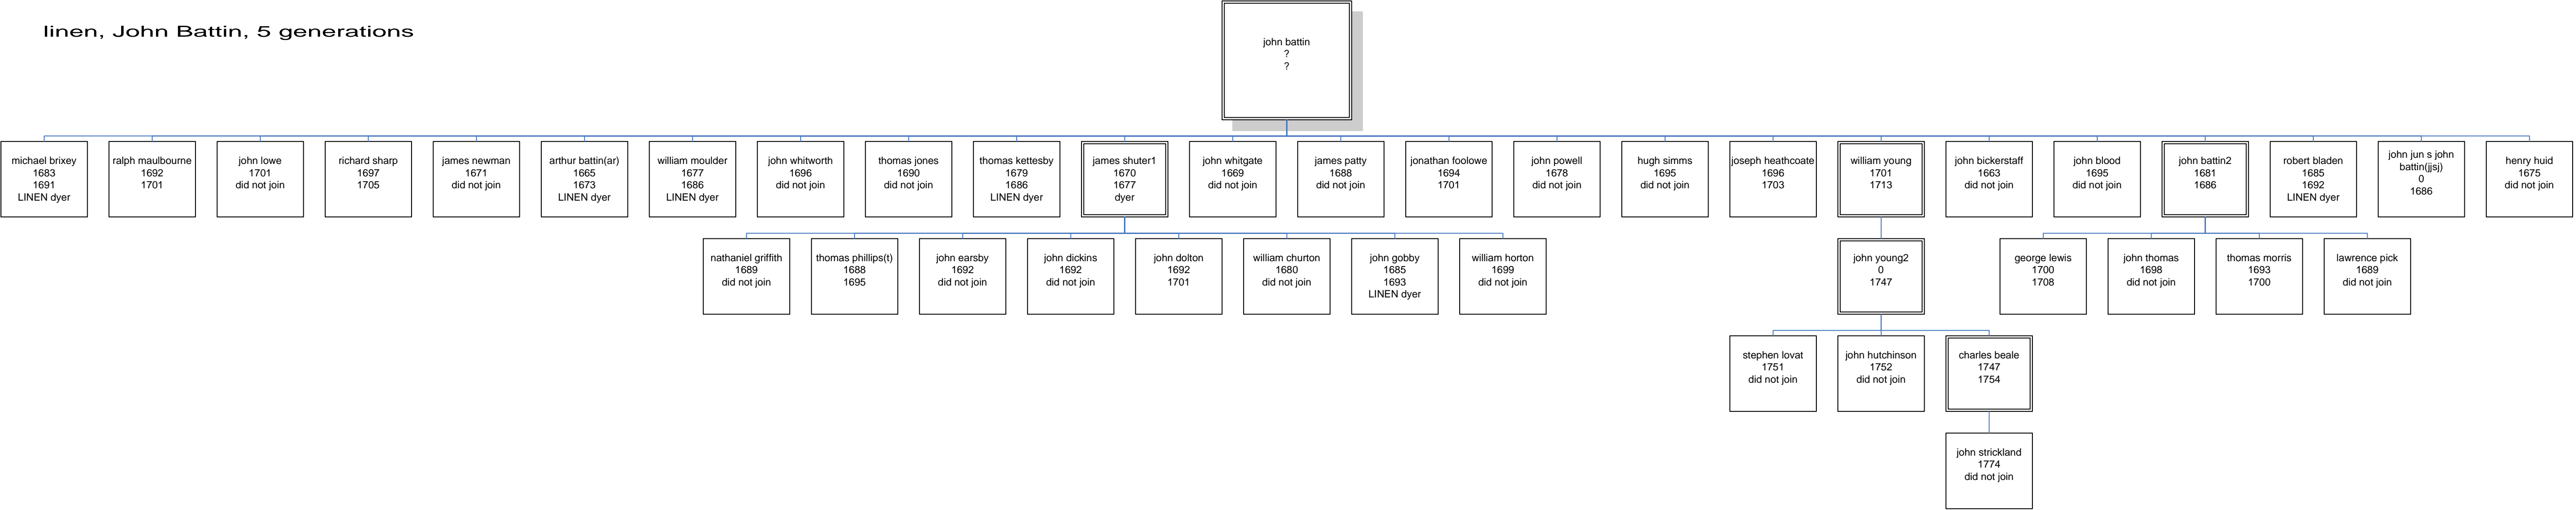 linen, John Battin, 5 generations
john battin
?
?
michael brixey
1683
1691
LINEN dyer
ralph maulbourne
1692
1701
john lowe
1701
did not join
richard sharp
1697
1705
james newman
1671
did not join
arthur battin(ar)
1665
1673
LINEN dyer
william moulder
1677
1686
LINEN dyer
john whitworth
1696
did not join
thomas jones
1690
did not join
thomas kettesby
1679
1686
LINEN dyer
james shuter1
1670
1677
dyer
john whitgate
1669
did not join
james patty
1688
did not join
jonathan foolowe
1694
1701
john powell
1678
did not join
hugh simms
1695
did not join
joseph heathcoate
1696
1703
william young
1701
1713
john bickerstaff
1663
did not join
john blood
1695
did not join
john battin2
1681
1686
robert bladen
1685
1692
LINEN dyer
john jun s john
battin(jjsj)
0
1686
henry huid
1675
did not join
nathaniel griffith
1689
did not join
thomas phillips(t)
1688
1695
john earsby
1692
did not join
john dickins
1692
did not join
john dolton
1692
1701
william churton
1680
did not join
john gobby
1685
1693
LINEN dyer
william horton
1699
did not join
john young2
0
1747
george lewis
1700
1708
john thomas
1698
did not join
thomas morris
1693
1700
lawrence pick
1689
did not join
stephen lovat
1751
did not join
john hutchinson
1752
did not join
charles beale
1747
1754
john strickland
1774
did not join